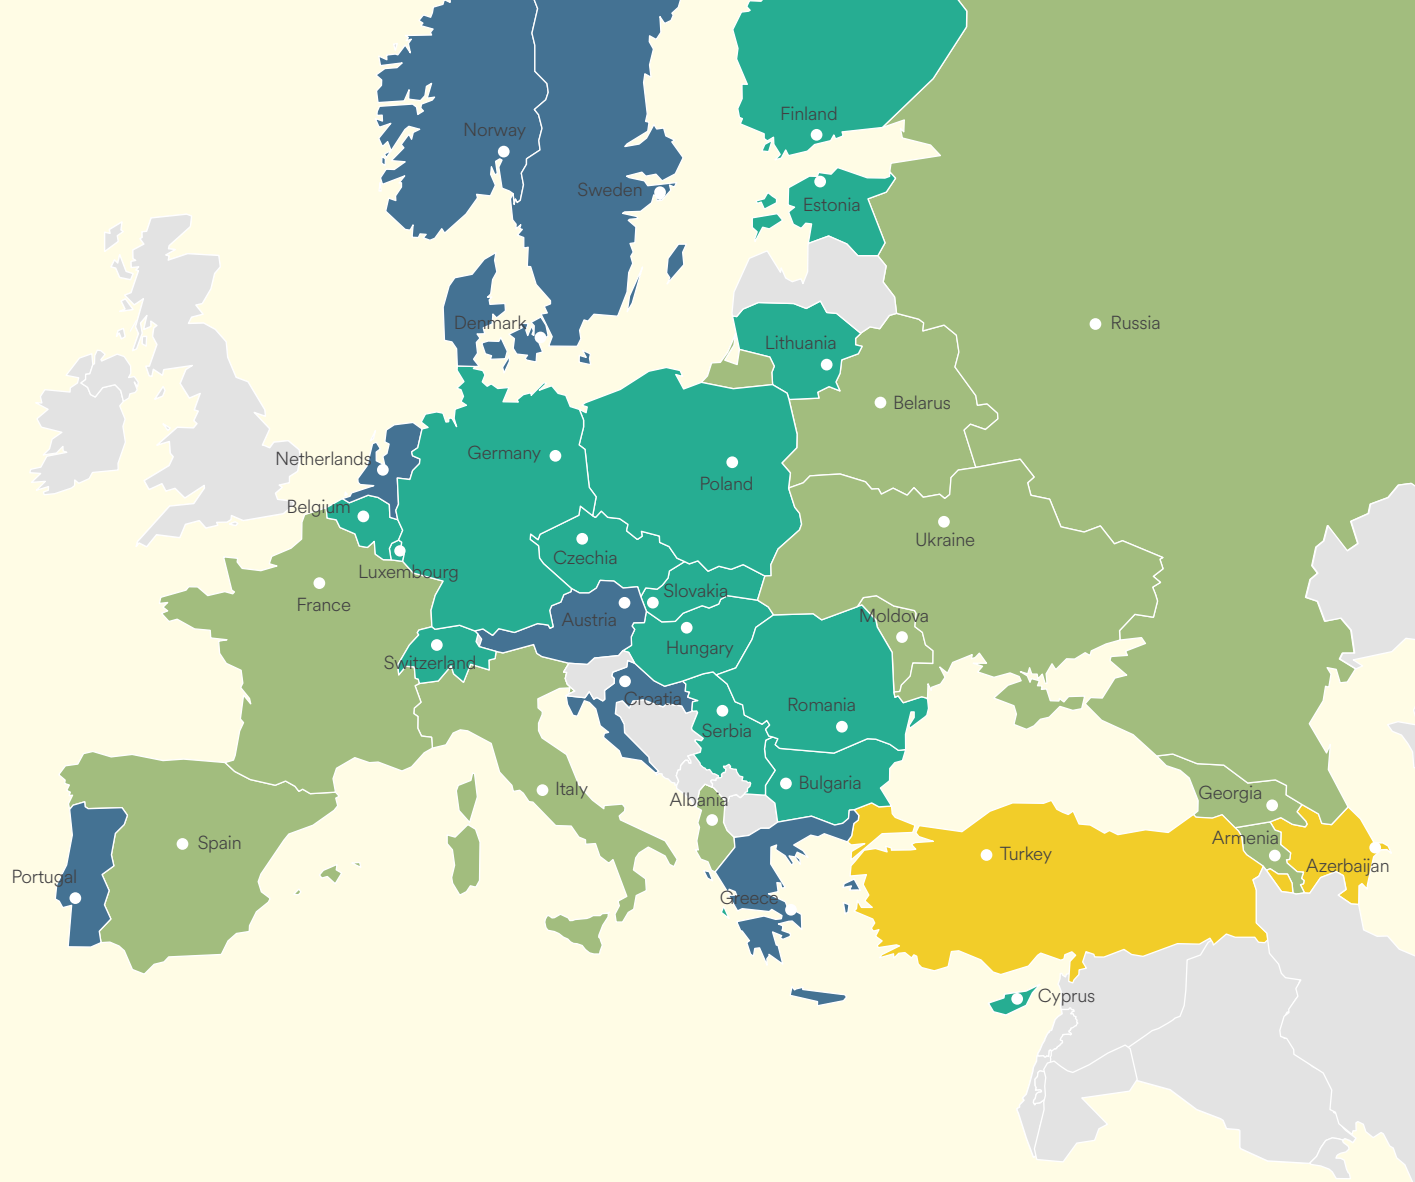 Finland
Norway
Sweden
Estonia
Denmark
Russia
Lithuania
Belarus
Netherlands
Germany
Poland
Belgium
Ukraine
Czechia
Luxembourg
Slovakia
France
Austria
Moldova
Hungary
Switzerland
Croatia
Romania
Serbia
Bulgaria
Italy
Georgia
Albania
Armenia
Spain
Turkey
Azerbaijan
Portugal
Greece
Cyprus